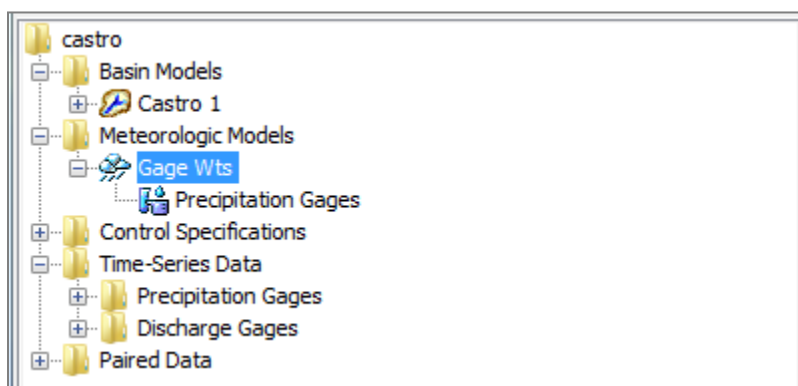 castro
Basin Models
Castro 1
Meteorologic Models
Gage Wts
Precipitation Gages
Control Specifications
Time-Series Data
Precipitation Gages
Discharge Gages
Paired Data